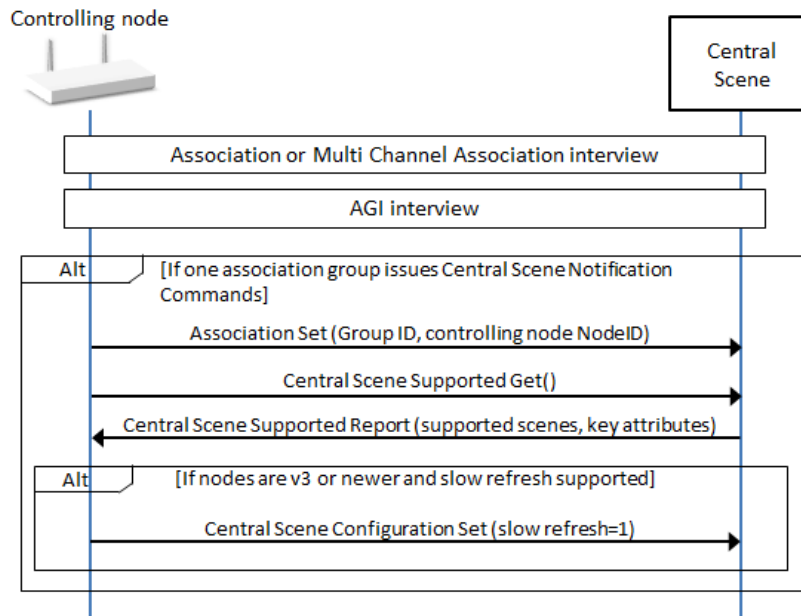 Controlling node
Central
Scene
Association or Multi Channel Association interview
AGI interview
Alt
[If one association group issues Central Scene Notification
Commands]
Association Set (Group ID, controlling node NodeID)
Central Scene Supported Get()
Central Scene Supported Report (supported scenes, key attributes)
Alt
[If nodes are v3 or newer and slow refresh supported]
Central Scene Configuration Set (slow refresh=1)